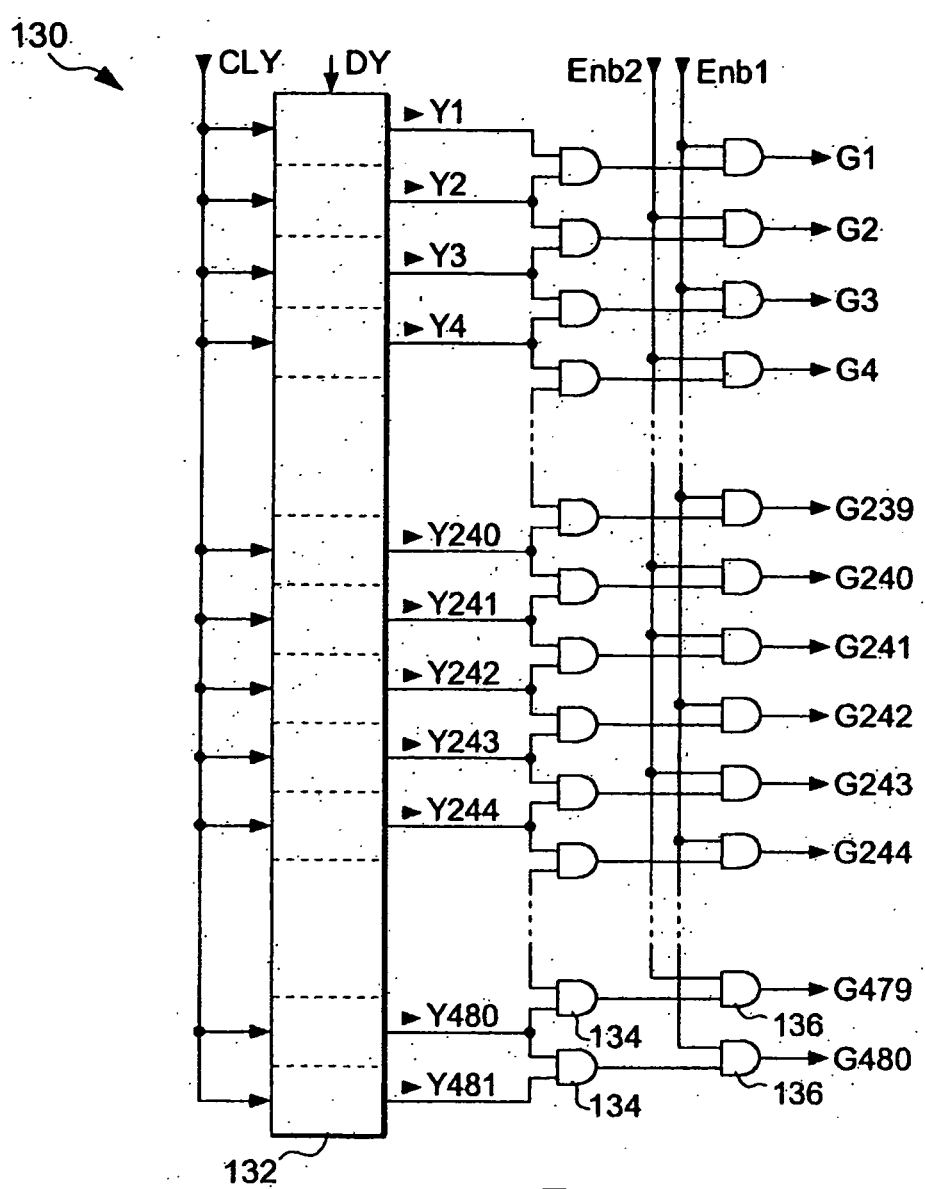 130
CLY DY Enb2 Enb1
Y1
G1
Y2
G2
Y3
G3
Y4
G4
G239
Y240
G240
Y241
G241
Y242
G242
Y243
G243
Y244
G244
G479
Y480 134 136
G480
Y481 134 136
132